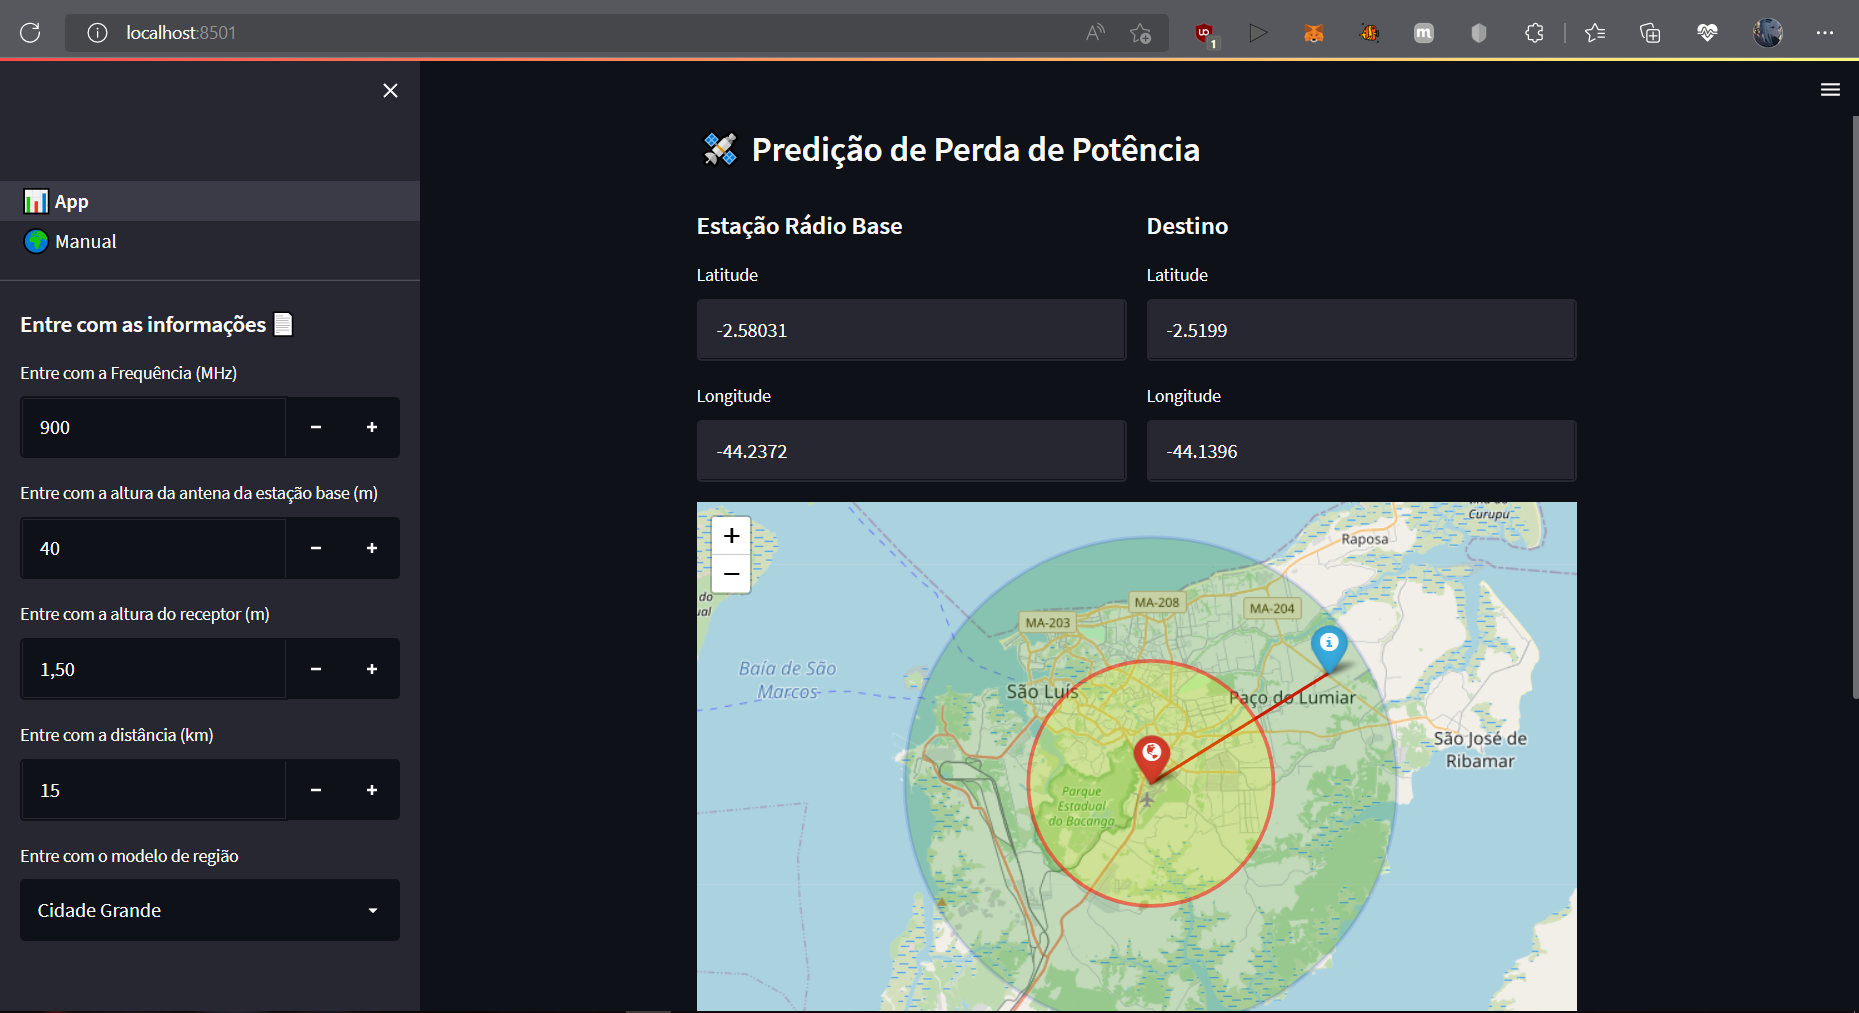 localhost:8501
A
1
m
App
Manual
Entre com as informações
Entre com a Frequência (MHz)
900
Entre com a altura da antena da estação base (m)
40
Entre com a altura do receptor (m)
1,50
Entre com a distância (km)
15
Entre com o modelo de região
Cidade Grande
Predição de Perda de Potência
Estação Rádio Base
Destino
Latitude
Latitude
-2.58031
-2.5199
Longitude
Longitude
-44.2372
-44.1396
+
−
do
Curupu
Raposa
MA-208
MA-204
MA-203
Baía de São
Marcos
São Luís
Paço do Lumiar
São José de
Ribamar
Parque
Estadual
do Bacanga